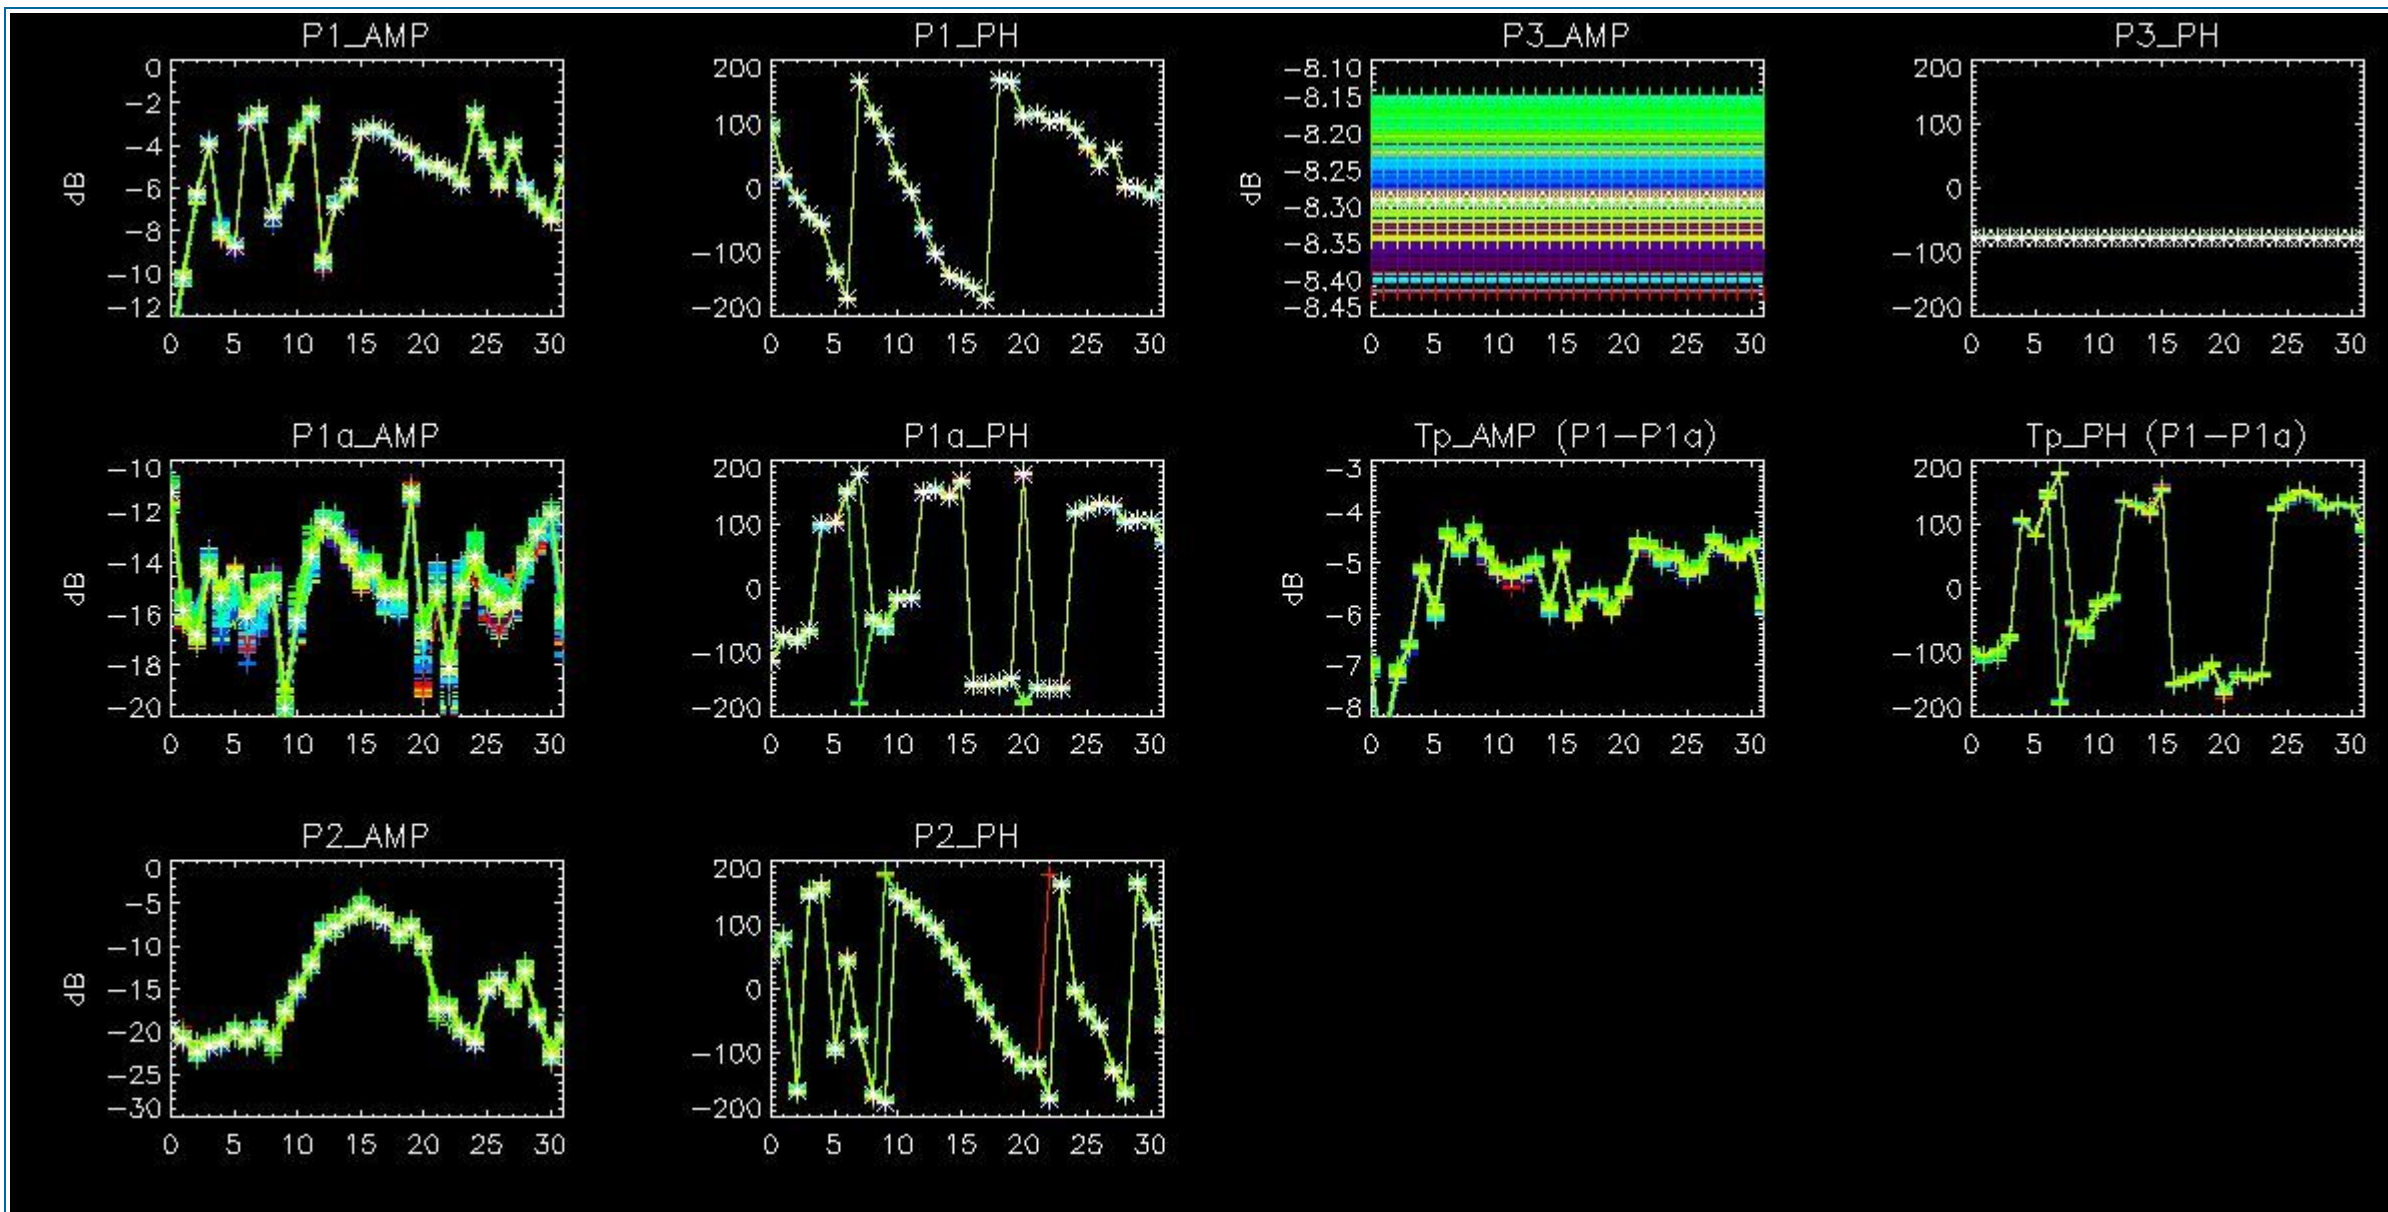 P1_AMP P1_PH P3_AMP P3_PH
0 200 −8.10 200
−2 100 −8.15 100
−4 0 −8.20 0
−6 −100 −8.25 −100
−8 −200 −8.30 −200
−10 −8.35
−12 −8.40
−8.45
dB dB
0 5 10 15 20 25 30 0 5 10 15 20 25 30 0 5 10 15 20 25 30 0 5 10 15 20 25 30
P1a_AMP P1a_PH Tp_AMP (P1−P1a) Tp_PH (P1−P1a)
−10 200 −3 200
−12 100 −4 100
−14 0 −5 0
−16 −100 −6 −100
−18 −200 −7 −200
−20 −8
dB dB
0 5 10 15 20 25 30 0 5 10 15 20 25 30 0 5 10 15 20 25 30 0 5 10 15 20 25 30
P2_AMP P2_PH
0 200
−5 100
−10 0
−15 −100
−20 −200
−25
−30
dB
0 5 10 15 20 25 30 0 5 10 15 20 25 30